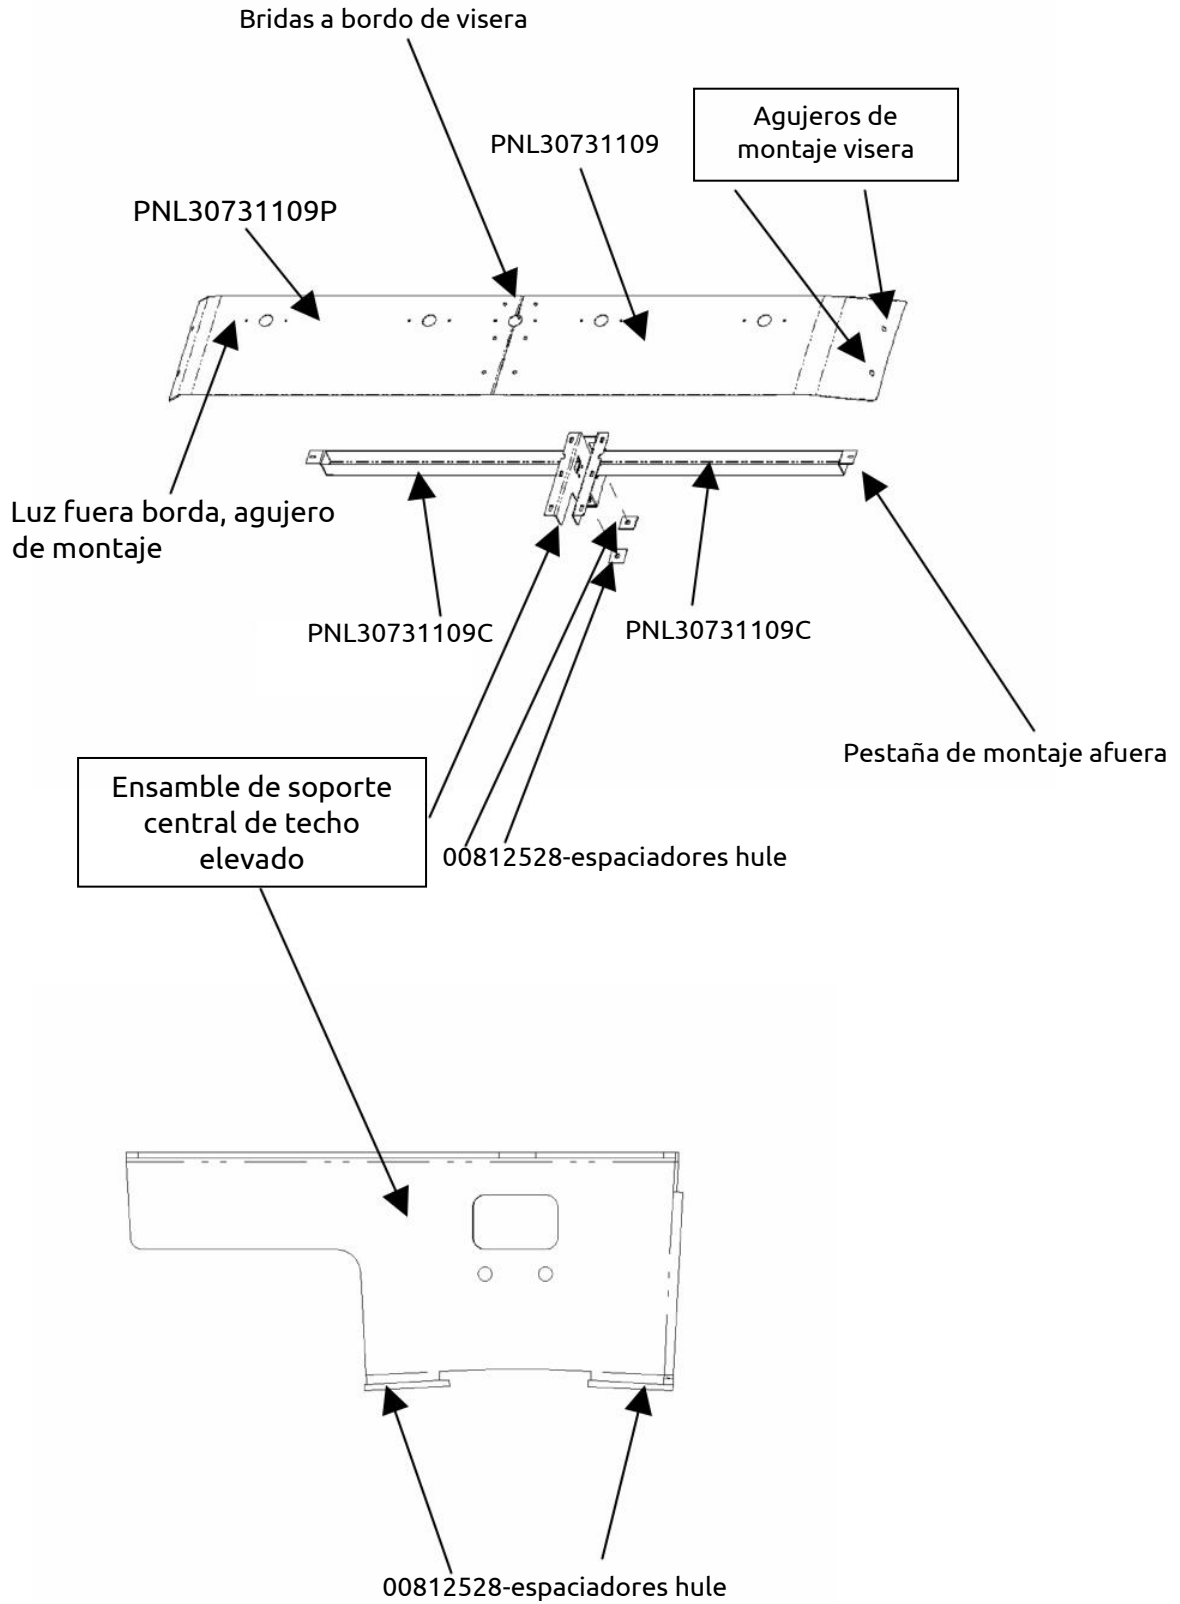 Bridas a bordo de visera
Agujeros de
montaje visera
PNL30731109
PNL30731109P
Luz fuera borda, agujero
de montaje
PNL30731109C
PNL30731109C
Pestaña de montaje afuera
Ensamble de soporte
central de techo
elevado
00812528-espaciadores hule
00812528-espaciadores hule